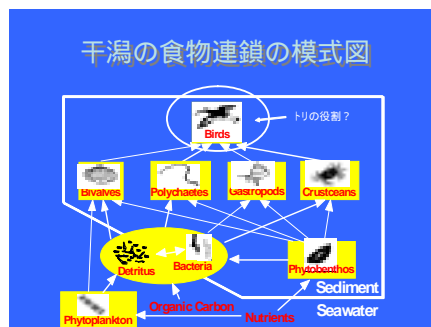 干潟の食物連鎖の模式図
トリの役割？
Birds
Bivalves
Polychaetes
Gastropods
Crustceans
Detritus
Bacteria
Phytobenthos
Sediment
Seawater
Phytoplankton
Organic Carbon
Nutrients